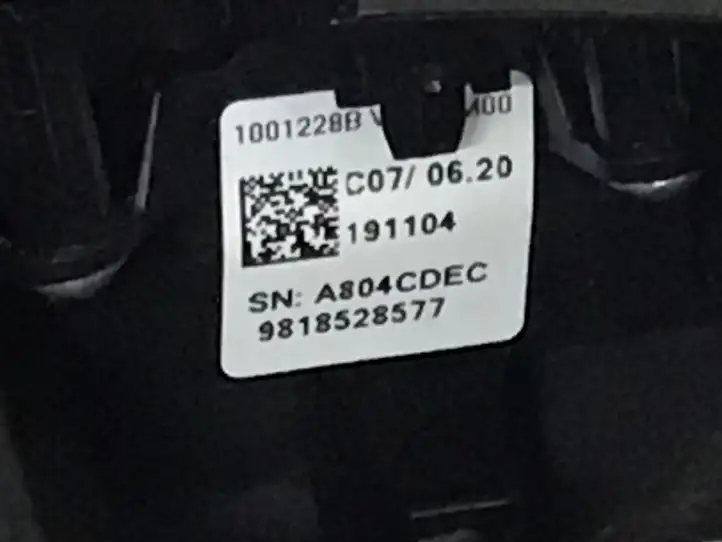 1001228B
C07/ 06.20
191104
SN: A804CDEC
9818528577